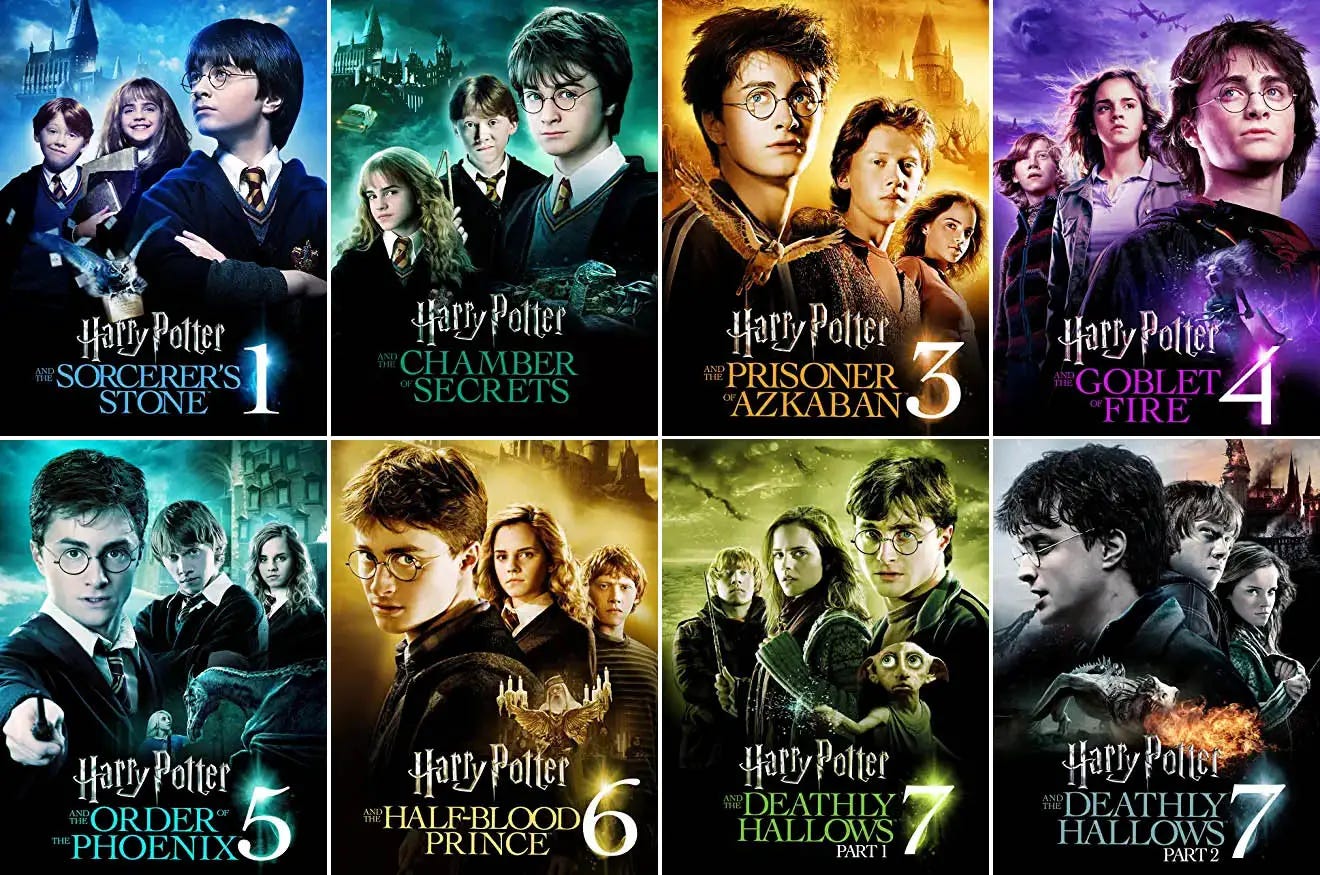 Harry Potter
AND THE SORCERER'S
STONE 1
Harry Potter
AND THE CHAMBER
OF SECRETS
Harry Potter
AND THE PRISONER
OF AZKABAN 3
Harry Potter
AND THE GOBLET
OF FIRE 4
Harry Potter
AND THE ORDER OF
THE PHOENIX 5
Harry Potter
AND THE HALF-BLOOD
PRINCE 6
Harry Potter
AND THE DEATHLY
HALLOWS 7
PART 1
Harry Potter
AND THE DEATHLY
HALLOWS 7
PART 2